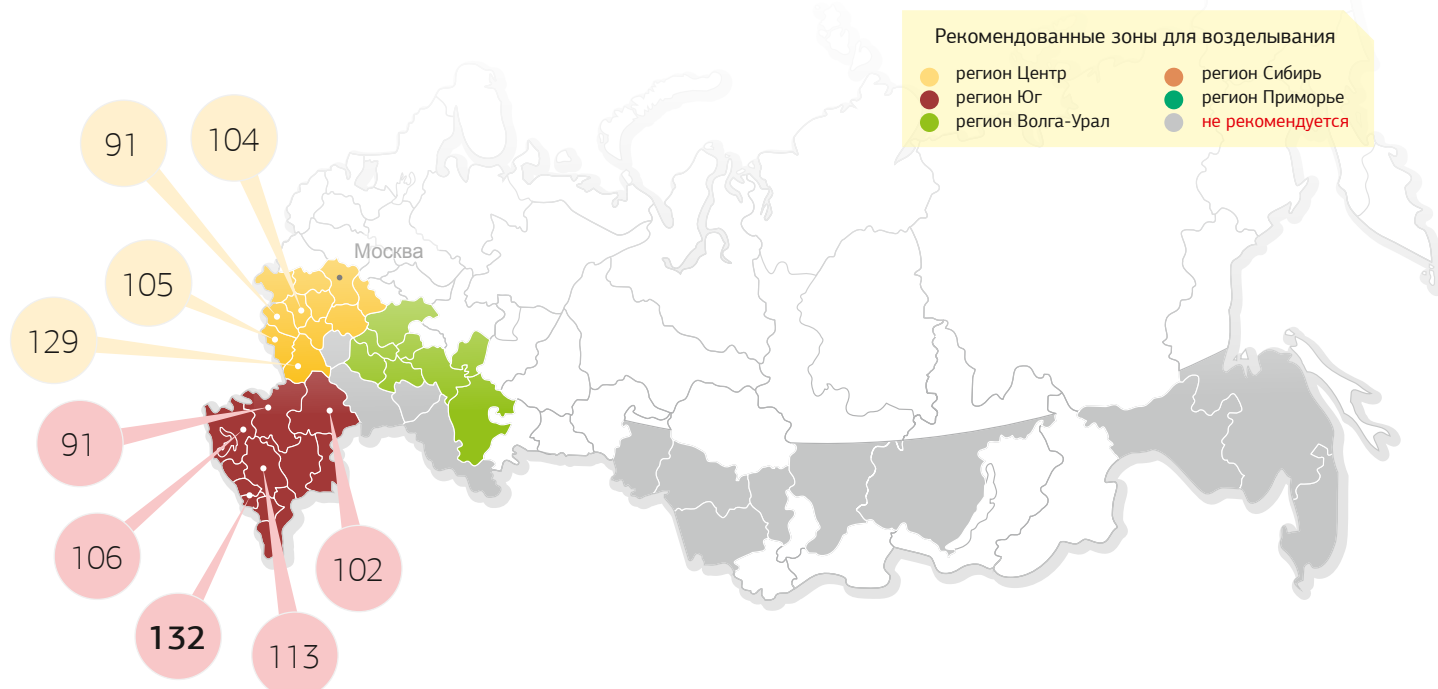 Рекомендованные зоны для возделывания
регион Центр
регион Юг
регион Волга-Урал
регион Сибирь
регион Приморье
не рекомендуется
91
104
Москва
105
129
91
106
102
132
113